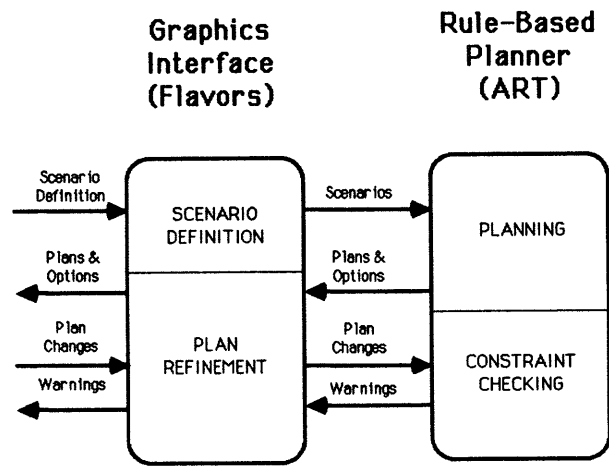 Graphics
Interface
(Flavors)
Rule-Based
Planner
(ART)
Scenario
Definition
SCENARIO
DEFINITION
Scenarios
PLANNING
Plans &
Options
Plans &
Options
Plan
Changes
PLAN
REFINEMENT
Plan
Changes
CONSTRAINT
CHECKING
Warnings
Warnings